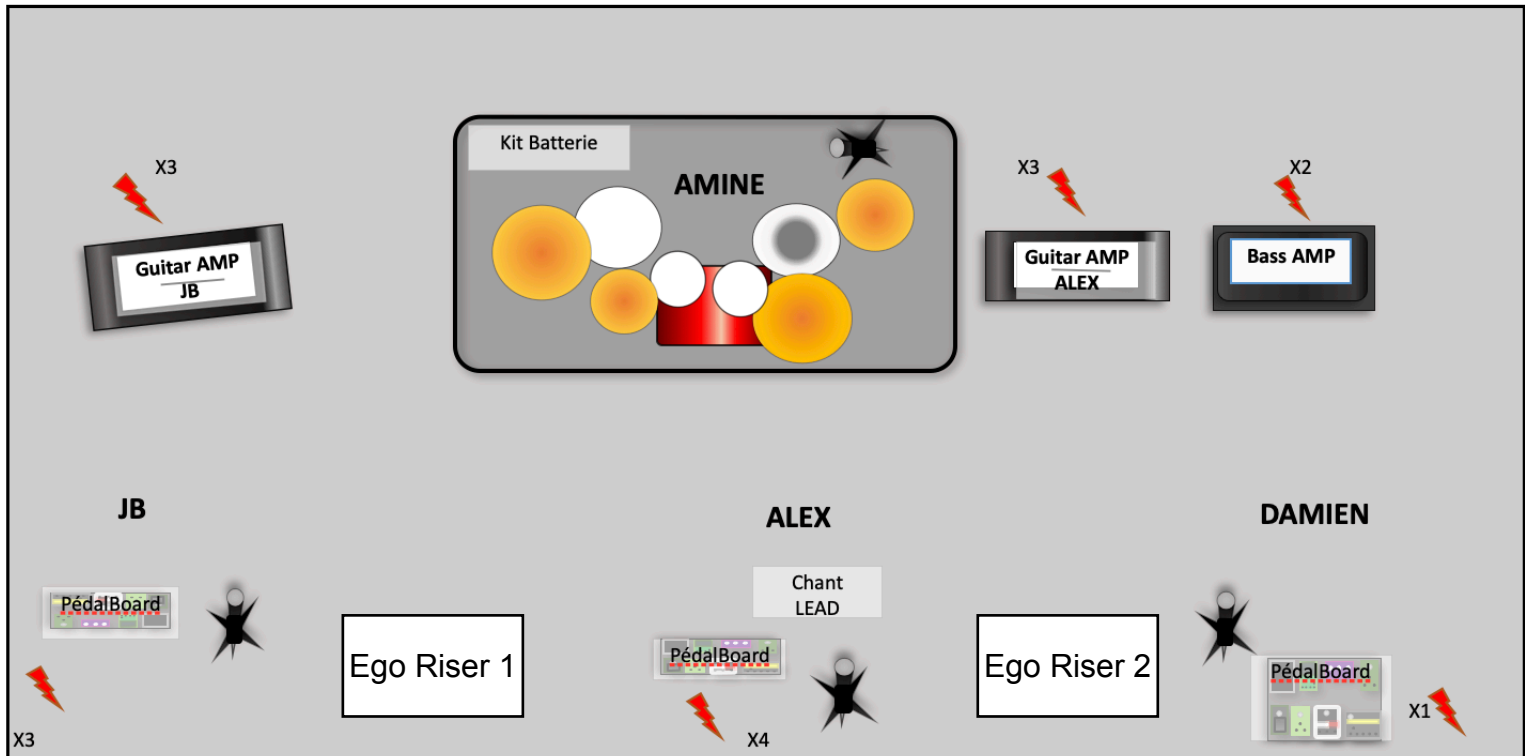 Kit Batterie
X3
AMINE
X3
X2
Guitar AMP
JB
Guitar AMP
ALEX
Bass AMP
JB
ALEX
DAMIEN
Chant
LEAD
PédalBoard
Ego Riser 1
PédalBoard
Ego Riser 2
PédalBoard
X3
X4
X1